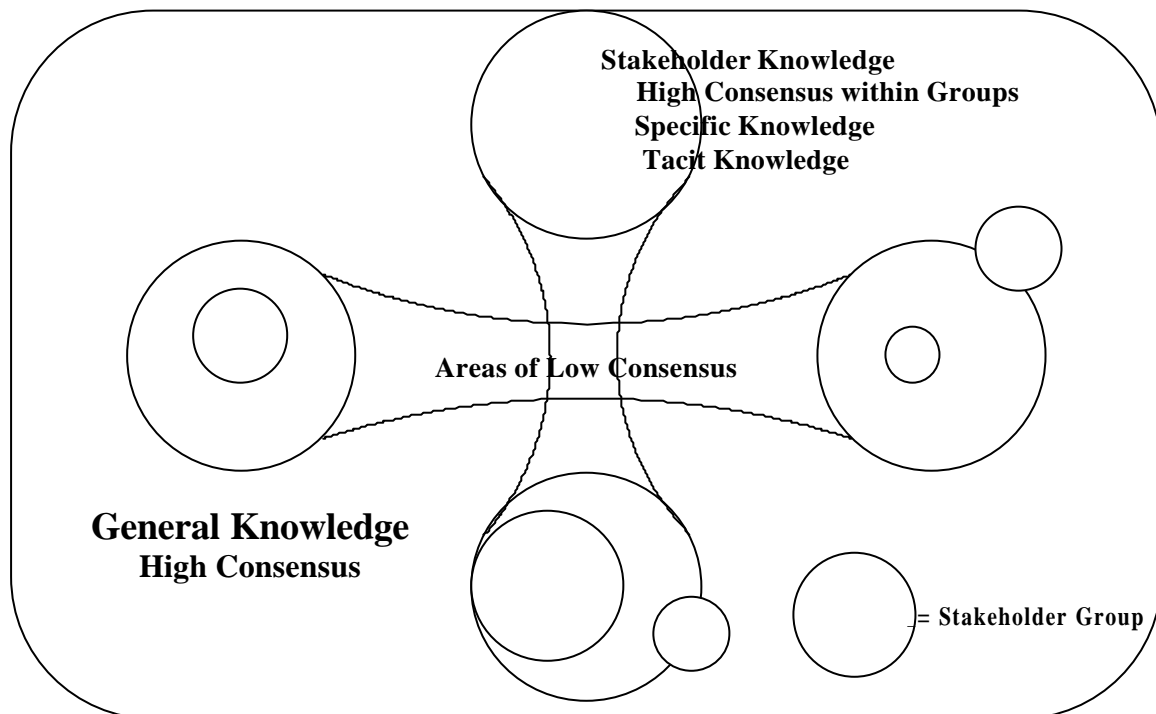 Stakeholder Knowledge
High Consensus within Groups
Specific Knowledge
Tacit Knowledge
Areas of Low Consensus
General Knowledge
High Consensus
= Stakeholder Group